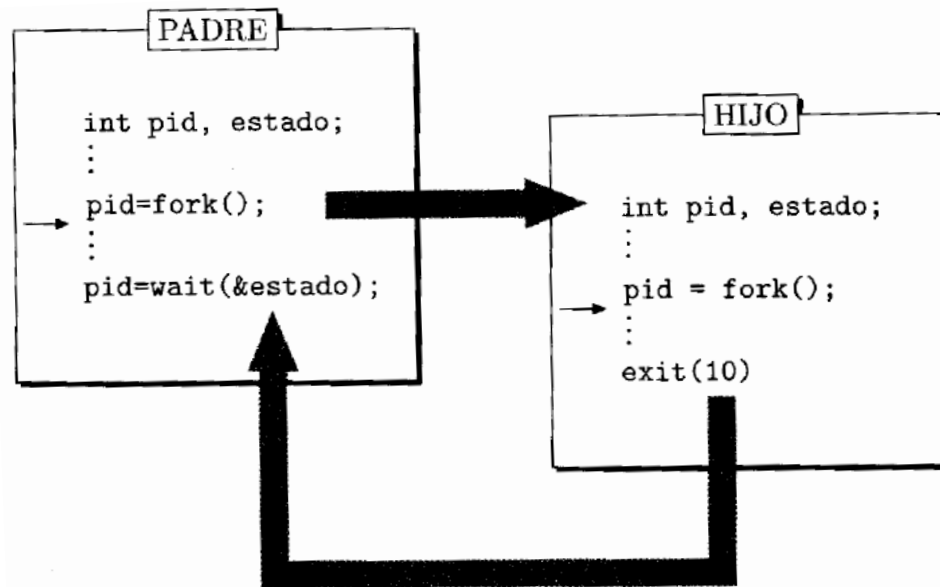 PADRE
int pid, estado;
⋮
pid=fork();
⋮
pid=wait(&estado);
HIJO
int pid, estado;
⋮
pid = fork();
⋮
exit(10)